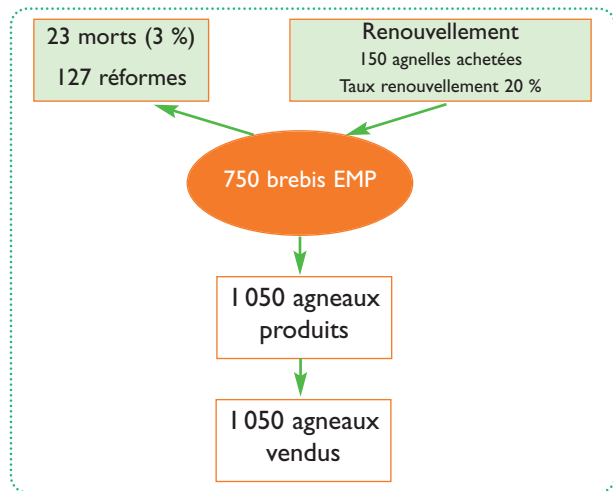 23 morts (3 %)
127 réformes
Renouvellement
150 agnelles achetées
Taux renouvellement 20 %
750 brebis EMP
1 050 agneaux
produits
1 050 agneaux
vendus